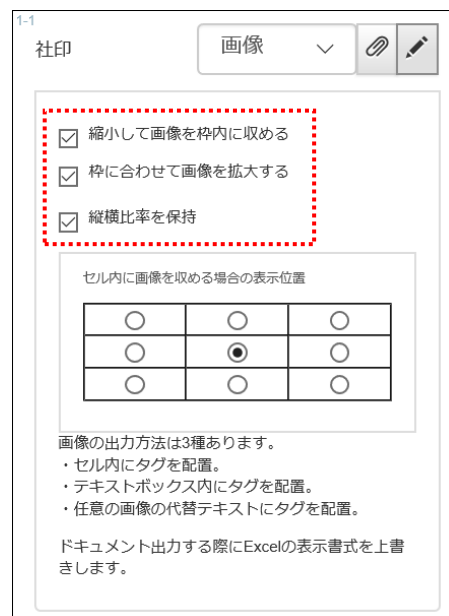 1-1
社印
画像
縮小して画像を枠内に収める
枠に合わせて画像を拡大する
縦横比率を保持
セル内に画像を収める場合の表示位置
画像の出力方法は3種あります。
・セル内にタグを配置。
・テキストボックス内にタグを配置。
・任意の画像の代替テキストにタグを配置。
ドキュメント出力する際にExcelの表示書式を上書
きします。